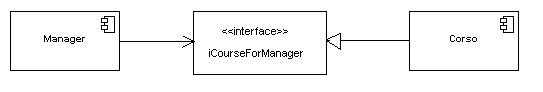 Manager
<<interface>>
iCourseForManager
Corso